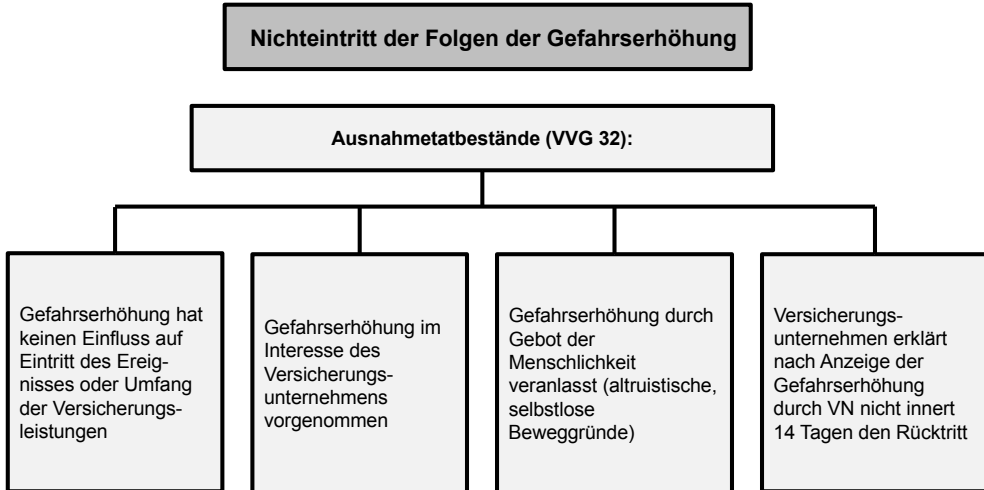 Nichteintritt der Folgen der Gefahrserhöhung
Ausnahmetatbestände (VVG 32):
Gefahrserhöhung hat
keinen Einfluss auf
Eintritt des Ereig-
nisses oder Umfang
der Versicherungs-
leistungen
Gefahrserhöhung im
Interesse des
Versicherungs-
unternehmens
vorgenommen
Gefahrserhöhung durch
Gebot der
Menschlichkeit
veranlasst (altruistische,
selbstlose
Beweggründe)
Versicherungs-
unternehmen erklärt
nach Anzeige der
Gefahrserhöhung
durch VN nicht innert
14 Tagen den Rücktritt